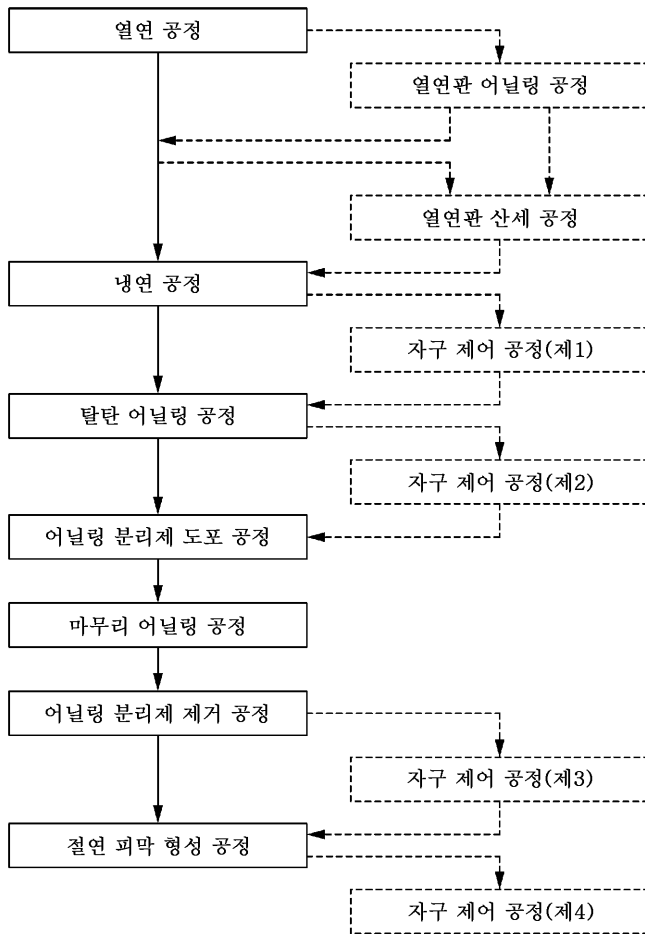 열연 공정
열연판 어닐링 공정
열연판 산세 공정
냉연 공정
자구 제어 공정(제1)
탈탄 어닐링 공정
자구 제어 공정(제2)
어닐링 분리제 도포 공정
마무리 어닐링 공정
어닐링 분리제 제거 공정
자구 제어 공정(제3)
절연 피막 형성 공정
자구 제어 공정(제4)